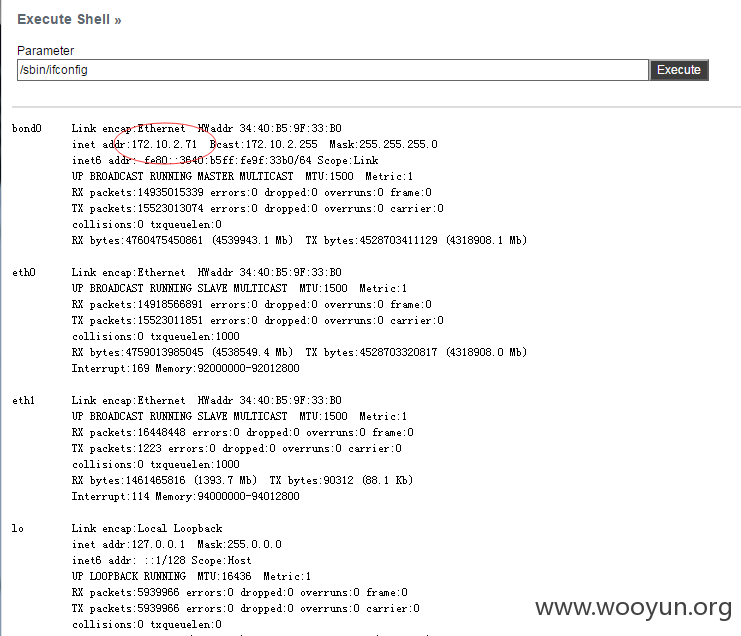 Execute Shell »
Parameter
/sbin/ifconfig Execute
bond0 Link encap:Ethernet HWaddr 34:40:B5:9F:33:B0
inet addr:172.10.2.71 Bcast:172.10.2.255 Mask:255.255.255.0
inet6 addr: fe80::3640:b5ff:fe9f:33b0/64 Scope:Link
UP BROADCAST RUNNING MASTER MULTICAST MTU:1500 Metric:1
RX packets:14935015339 errors:0 dropped:0 overruns:0 frame:0
TX packets:15523013074 errors:0 dropped:0 overruns:0 carrier:0
collisions:0 txqueuelen:0
RX bytes:4760475450861 (4539943.1 Mb) TX bytes:4528703411129 (4318908.1 Mb)
eth0 Link encap:Ethernet HWaddr 34:40:B5:9F:33:B0
UP BROADCAST RUNNING SLAVE MULTICAST MTU:1500 Metric:1
RX packets:14918566891 errors:0 dropped:0 overruns:0 frame:0
TX packets:15523011851 errors:0 dropped:0 overruns:0 carrier:0
collisions:0 txqueuelen:1000
RX bytes:4759013985045 (4538549.4 Mb) TX bytes:4528703320817 (4318908.0 Mb)
Interrupt:169 Memory:92000000-92012800
eth1 Link encap:Ethernet HWaddr 34:40:B5:9F:33:B0
UP BROADCAST RUNNING SLAVE MULTICAST MTU:1500 Metric:1
RX packets:16448448 errors:0 dropped:0 overruns:0 frame:0
TX packets:1223 errors:0 dropped:0 overruns:0 carrier:0
collisions:0 txqueuelen:1000
RX bytes:1461465816 (1393.7 Mb) TX bytes:90312 (88.1 Kb)
Interrupt:114 Memory:94000000-94012800
lo Link encap:Local Loopback
inet addr:127.0.0.1 Mask:255.0.0.0
inet6 addr: ::1/128 Scope:Host
UP LOOPBACK RUNNING MTU:16436 Metric:1
RX packets:5939966 errors:0 dropped:0 overruns:0 frame:0
TX packets:5939966 errors:0 dropped:0 overruns:0 carrier:0
www.wooyun.org